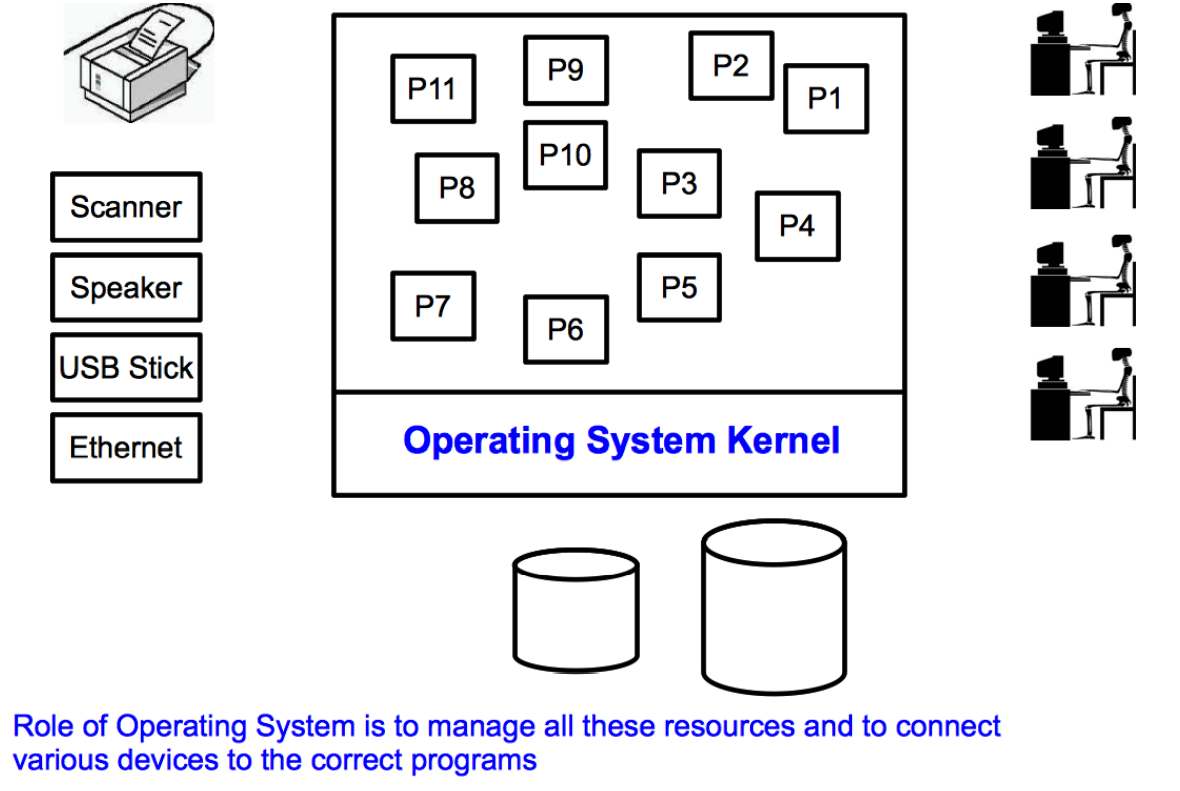 P11
P9
P2
P1
P10
P8
P3
P4
P7
P6
P5
Scanner
Speaker
USB Stick
Ethernet
Operating System Kernel
Role of Operating System is to manage all these resources and to connect
various devices to the correct programs